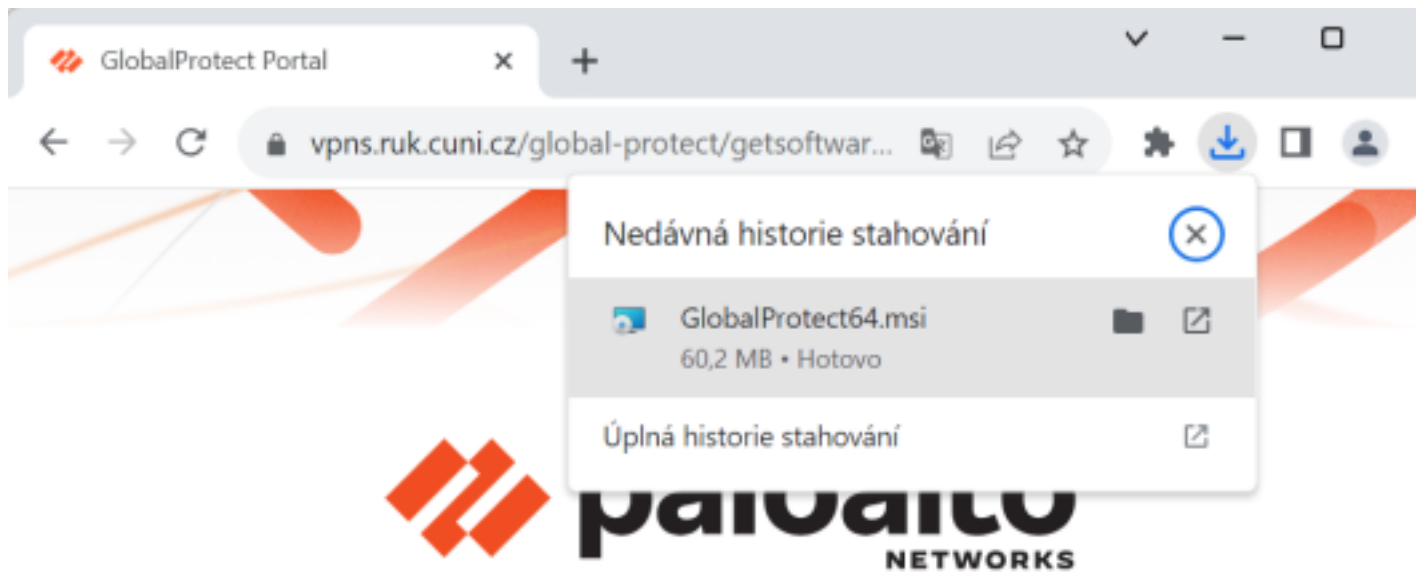 GlobalProtect Portal
vpns.ruk.cuni.cz/global-protect/getsoftwar...
Nedávná historie stahování
GlobalProtect64.msi
60,2 MB • Hotovo
Úplná historie stahování
paloalto
NETWORKS